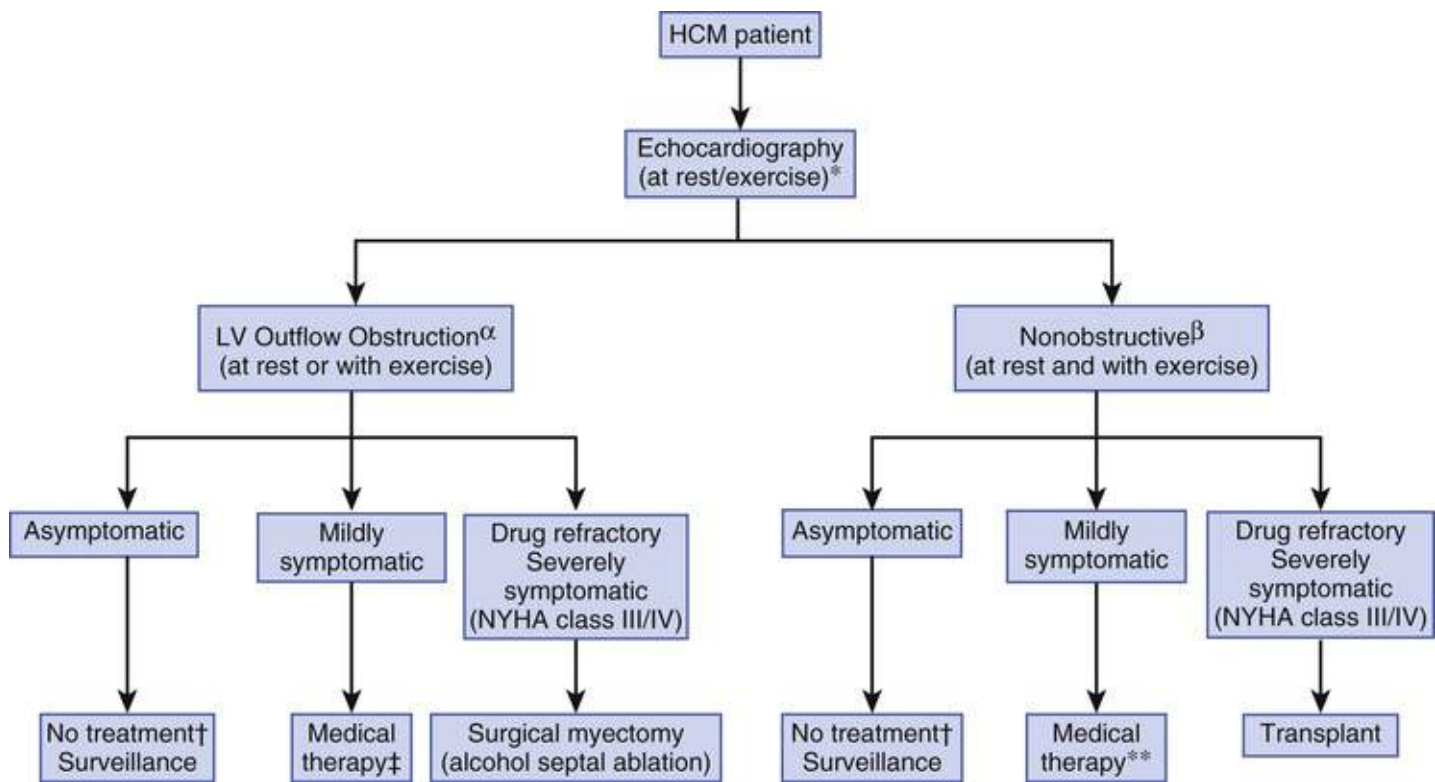 HCM patient
Echocardiography
(at rest/exercise)*
LV Outflow Obstructionα
(at rest or with exercise)
Nonobstructiveβ
(at rest and with exercise)
Asymptomatic
Mildly
symptomatic
Drug refractory
Severely
symptomatic
(NYHA class III/IV)
Asymptomatic
Mildly
symptomatic
Drug refractory
Severely
symptomatic
(NYHA class III/IV)
No treatment†
Surveillance
Medical
therapy‡
Surgical myectomy
(alcohol septal ablation)
No treatment†
Surveillance
Medical
therapy**
Transplant